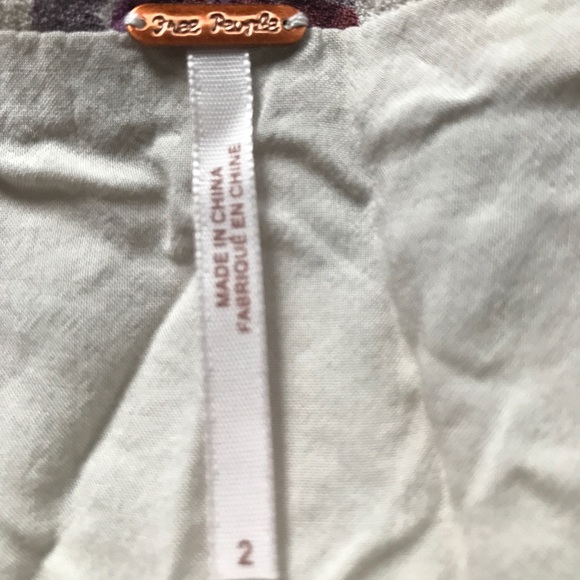 Free People
MADE IN CHINA
FABRIQUÉ EN CHINE
2